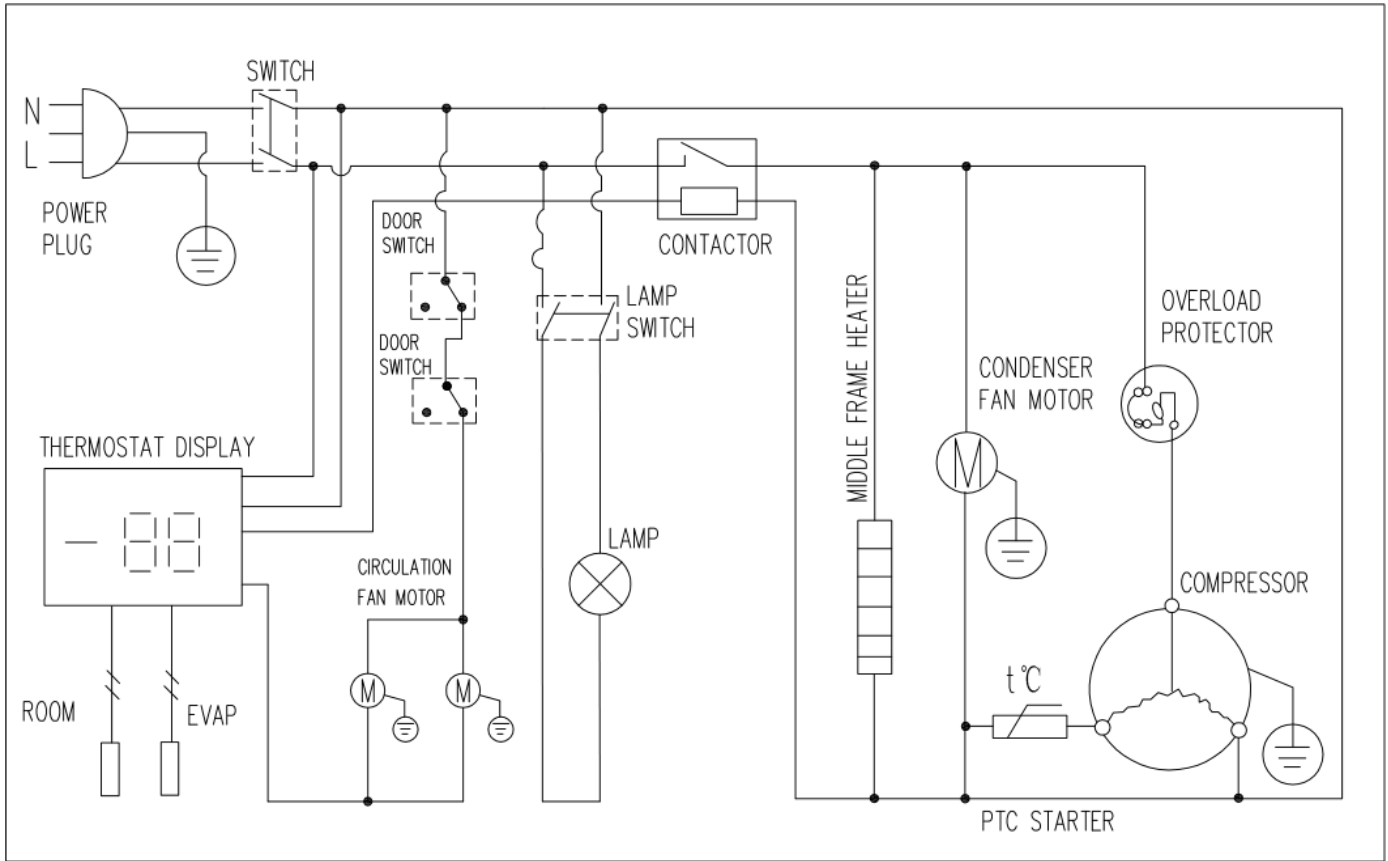 SWITCH
N
L
POWER
PLUG
DOOR
SWITCH
CONTACTOR
LAMP
SWITCH
OVERLOAD
PROTECTOR
DOOR
SWITCH
MIDDLE FRAME HEATER
CONDENSER
FAN MOTOR
THERMOSTAT DISPLAY
M
LAMP
CIRCULATION
FAN MOTOR
COMPRESSOR
M
M
t°C
ROOM
EVAP
PTC STARTER